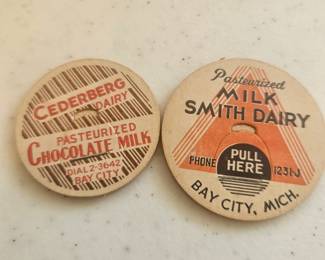 CEDERBERG
DAIRY
PASTEURIZED
CHOCOLATE MILK
DIAL 2-3642
BAY CITY
Pasteurized
MILK
SMITH DAIRY
PHONE
PULL
HERE
BAY CITY, MICH.